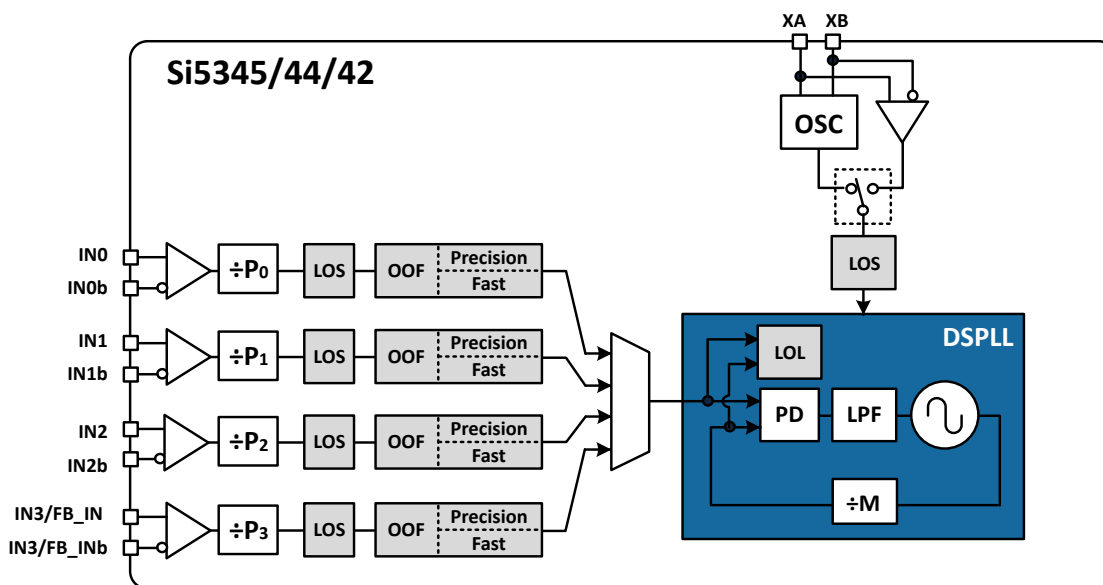 XA XB
Si5345/44/42
OSC
IN0
IN0b
÷P0
LOS
OOF
Precision
Fast
LOS
IN1
IN1b
÷P1
LOS
OOF
Precision
Fast
DSPLL
LOL
IN2
IN2b
÷P2
LOS
OOF
Precision
Fast
PD
LPF
÷M
IN3/FB_IN
IN3/FB_INb
÷P3
LOS
OOF
Precision
Fast